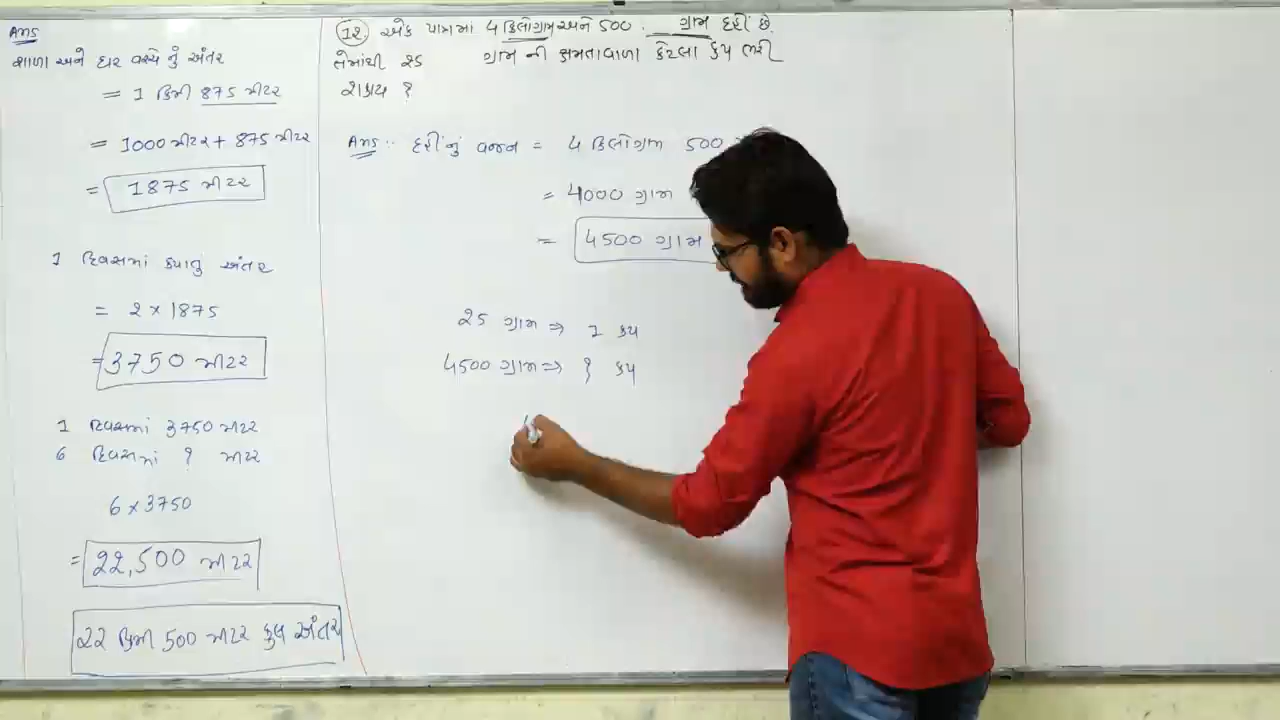 Ans
શાળા અને ઘર વચ્ચે નું અંતર
= 1 કિમી 875 મીટર
= 1000 મીટર + 875 મીટર
= 1875 મીટર
1 દિવસમાં કપાતું અંતર
= 2 × 1875
= 3750 મીટર
1 દિવસમાં 3750 મીટર
6 દિવસમાં ? મીટર
6 × 3750
= 22,500 મીટર
22 કિમી 500 મીટર કુલ અંતર
12 એક પાત્રમાં 4 કિલોગ્રામ અને 500 ગ્રામ દહીં છે.
તેમાંથી 25 ગ્રામ ની ક્ષમતાવાળા કેટલા કપ ભરી
શકાય ?
Ans :- દહીંનું વજન = 4 કિલોગ્રામ 500
= 4000 ગ્રામ
= 4500 ગ્રામ
25 ગ્રામ ⇒ 1 કપ
4500 ગ્રામ ⇒ ? કપ